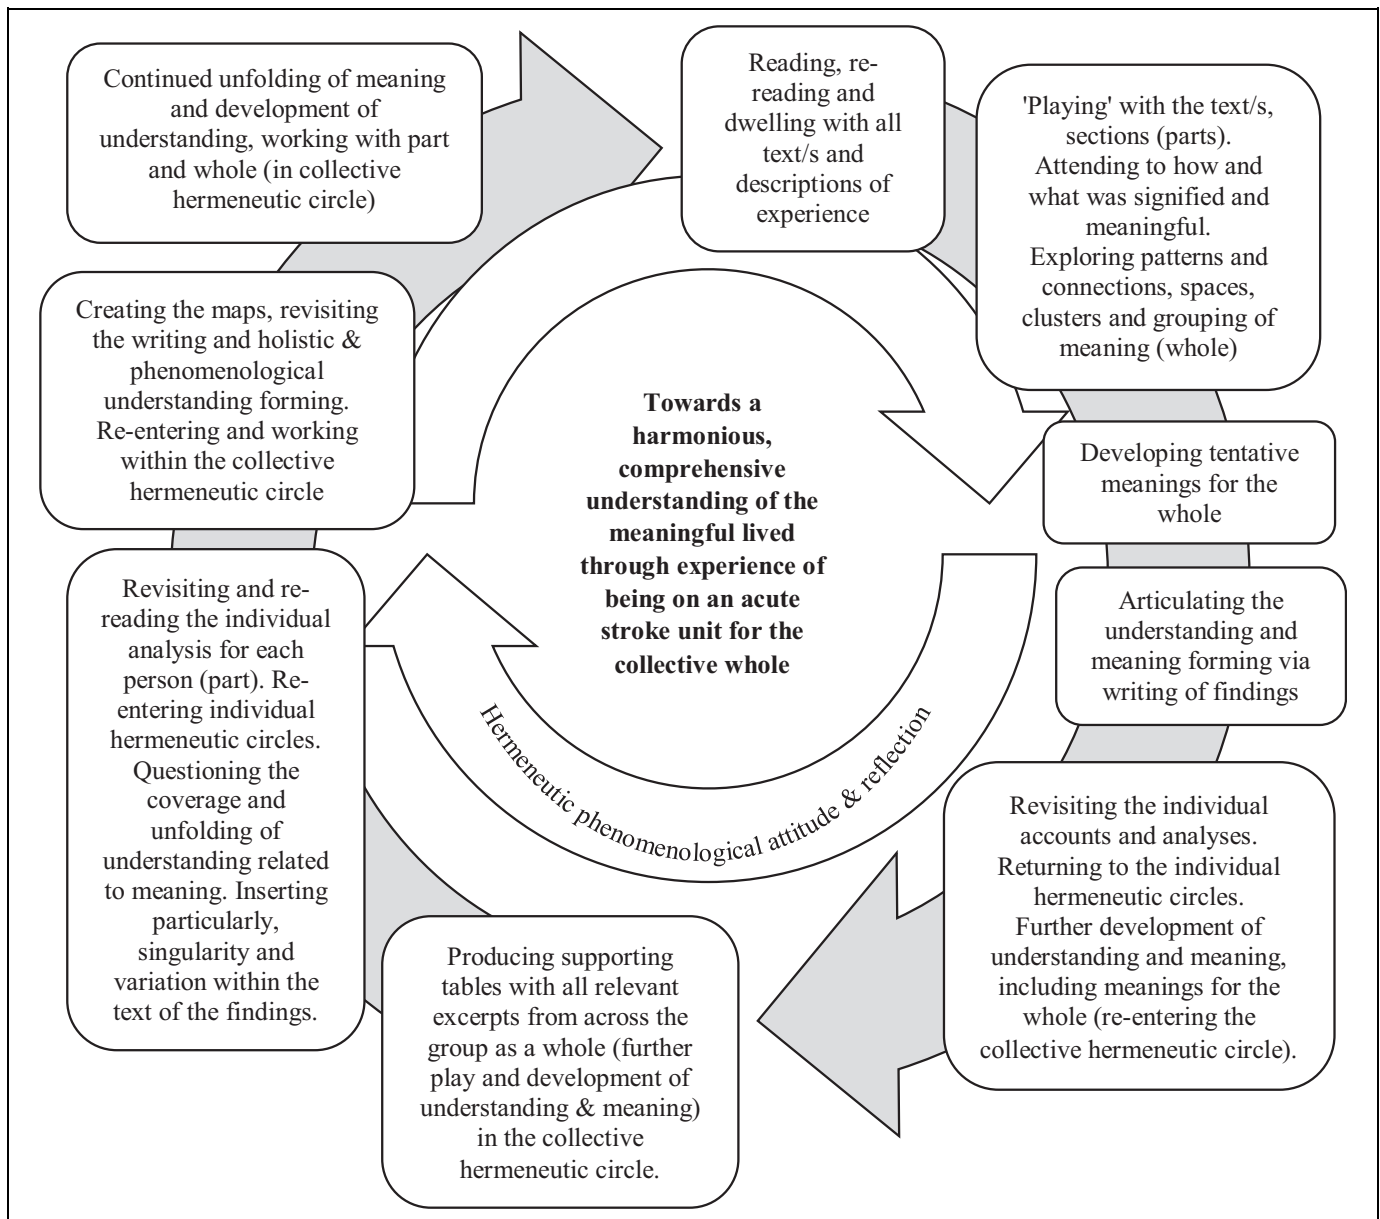 Continued unfolding of meaning
and development of
understanding, working with part
and whole (in collective
hermeneutic circle)
Reading, re-
reading and
dwelling with all
text/s and
descriptions of
experience
'Playing' with the text/s,
sections (parts).
Attending to how and
what was signified and
meaningful.
Exploring patterns and
connections, spaces,
clusters and grouping of
meaning (whole)
Developing tentative
meanings for the
whole
Articulating the
understanding and
meaning forming via
writing of findings
Revisiting the individual
accounts and analyses.
Returning to the individual
hermeneutic circles.
Further development of
understanding and meaning,
including meanings for the
whole (re-entering the
collective hermeneutic circle).
Producing supporting
tables with all relevant
excerpts from across the
group as a whole (further
play and development of
understanding & meaning)
in the collective
hermeneutic circle.
Revisiting and re-
reading the individual
analysis for each
person (part). Re-
entering individual
hermeneutic circles.
Questioning the
coverage and
unfolding of
understanding related
to meaning. Inserting
particularly,
singularity and
variation within the
text of the findings.
Creating the maps, revisiting
the writing and holistic &
phenomenological
understanding forming.
Re-entering and working
within the collective
hermeneutic circle
Towards a
harmonious,
comprehensive
understanding of the
meaningful lived
through experience of
being on an acute
stroke unit for the
collective whole
Hermeneutic phenomenological attitude & reflection